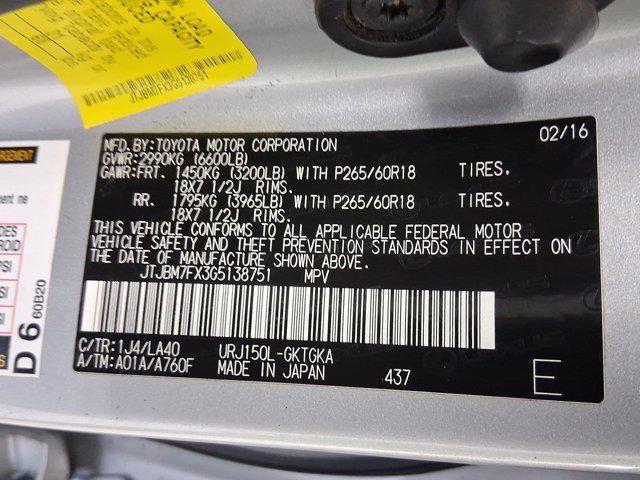 LOAD
CAPACITY
JTJBM7FX3G5138751
MFD.BY:TOYOTA MOTOR CORPORATION 02/16
GVWR:2990KG (6600LB)
GAWR:FRT. 1450KG (3200LB) WITH P265/60R18 TIRES,
18X7 1/2J RIMS.
RR. 1795KG (3965LB) WITH P265/60R18 TIRES,
18X7 1/2J RIMS.
THIS VEHICLE CONFORMS TO ALL APPLICABLE FEDERAL MOTOR
VEHICLE SAFETY AND THEFT PREVENTION STANDARDS IN EFFECT ON
THE DATE OF MANUFACTURE SHOWN ABOVE.
JTJBM7FX3G5138751 MPV
C/TR:1J4/LA40 URJ150L-GKTGKA
A/TM:A01A/A760F MADE IN JAPAN 437 E
D 6 60B20